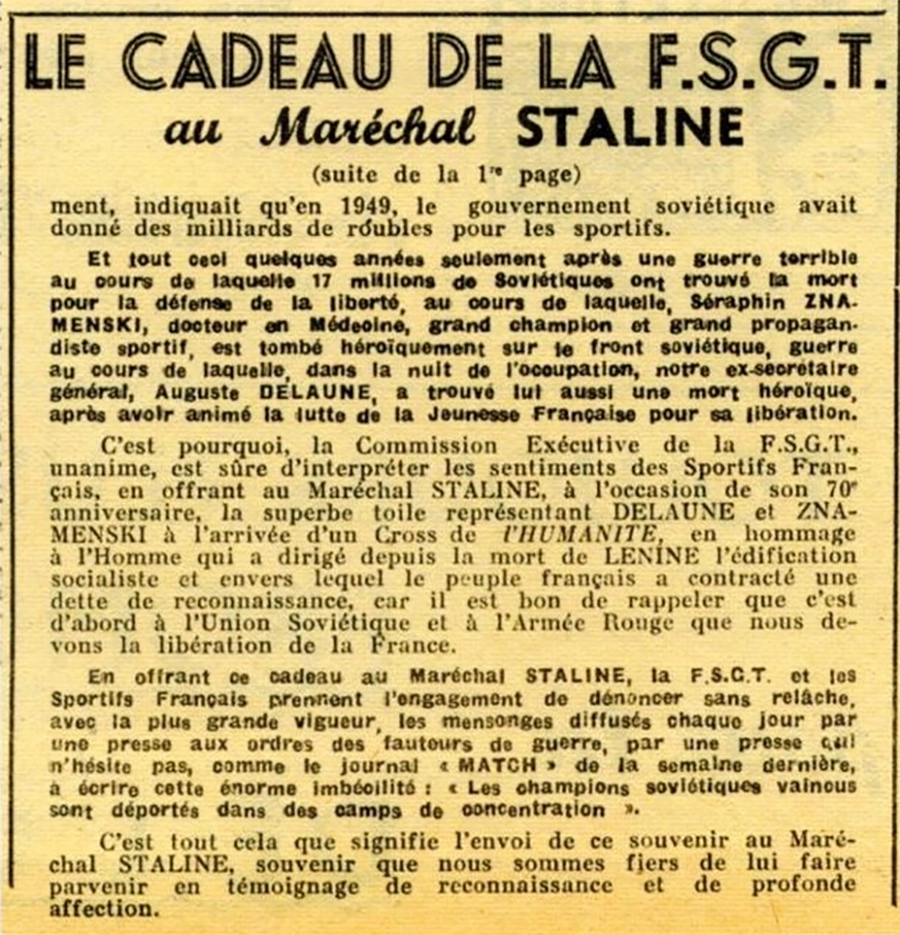 LE CADEAU DE LA F.S.G.T.
au Maréchal STALINE
(suite de la 1re page)
ment, indiquait qu'en 1949, le gouvernement soviétique avait
donné des milliards de roubles pour les sportifs.
Et tout ceci quelques années seulement après une guerre terrible
au cours de laquelle 17 millions de Soviétiques ont trouvé la mort
pour la défense de la liberté, au cours de laquelle, Séraphin ZNA-
MENSKI, docteur en Médecine, grand champion et grand propagan-
diste sportif, est tombé héroïquement sur le front soviétique, guerre
au cours de laquelle, dans la nuit de l'occupation, notre ex-secrétaire
général, Auguste DELAUNE, a trouvé lui aussi une mort héroïque,
après avoir animé la lutte de la Jeunesse Française pour sa libération.
C'est pourquoi, la Commission Exécutive de la F.S.G.T.,
unanime, est sûre d'interpréter les sentiments des Sportifs Fran-
çais, en offrant au Maréchal STALINE, à l'occasion de son 70e
anniversaire, la superbe toile représentant DELAUNE et ZNA-
MENSKI à l'arrivée d'un Cross de l'HUMANITE, en hommage
à l'Homme qui a dirigé depuis la mort de LENINE l'édification
socialiste et envers lequel le peuple français a contracté une
dette de reconnaissance, car il est bon de rappeler que c'est
d'abord à l'Union Soviétique et à l'Armée Rouge que nous de-
vons la libération de la France.
En offrant ce cadeau au Maréchal STALINE, la F.S.G.T. et les
Sportifs Français prennent l'engagement de dénoncer sans relâche,
avec la plus grande vigueur, les mensonges diffusés chaque jour par
une presse aux ordres des fauteurs de guerre, par une presse qui
n'hésite pas, comme le journal « MATCH » de la semaine dernière,
à écrire cette énorme imbécilité : « Les champions soviétiques vaincus
sont déportés dans des camps de concentration ».
C'est tout cela que signifie l'envoi de ce souvenir au Maré-
chal STALINE, souvenir que nous sommes fiers de lui faire
parvenir en témoignage de reconnaissance et de profonde
affection.